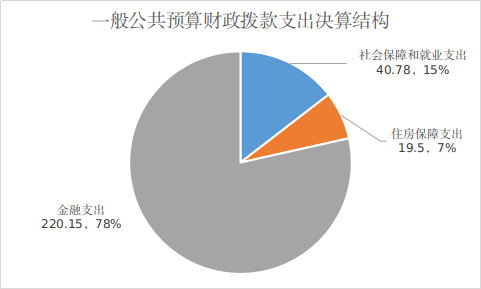 一般公共预算财政拨款支出决算结构
社会保障和就业支出
40.78，15%
住房保障支出
19.5，7%
金融支出
220.15，78%